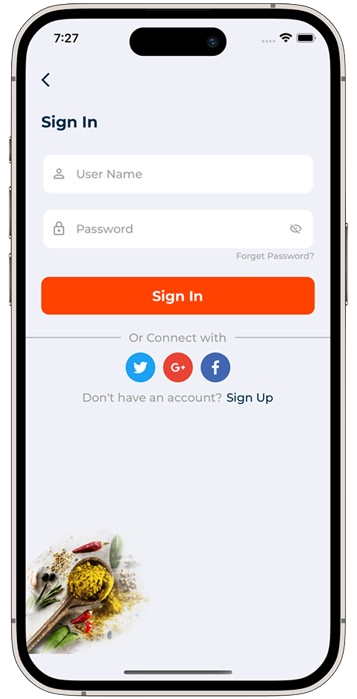 7:27
Sign In
User Name
Password
Forget Password?
Sign In
Or Connect with
G+
Don't have an account? Sign Up